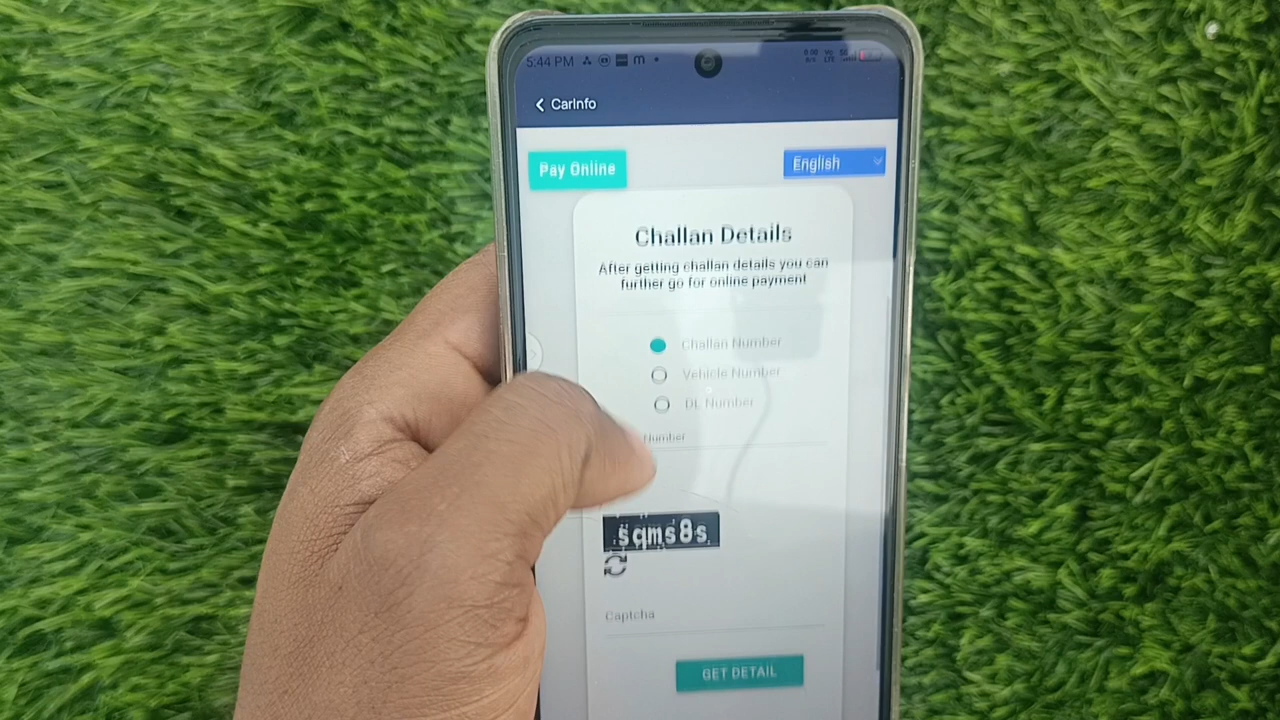 5:44 PM
CarInfo
Pay Online
English
Challan Details
After getting challan details you can
further go for online payment
Challan Number
Vehicle Number
DL Number
Number
sqms8s
Captcha
GET DETAIL